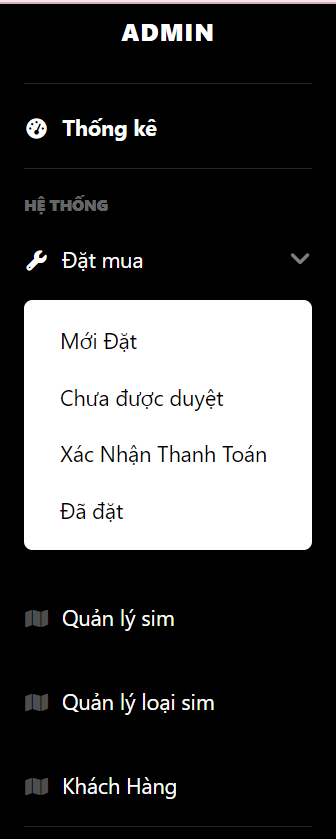 ADMIN
Thống kê
HỆ THỐNG
Đặt mua
Mới Đặt
Chưa được duyệt
Xác Nhận Thanh Toán
Đã đặt
Quản lý sim
Quản lý loại sim
Khách Hàng